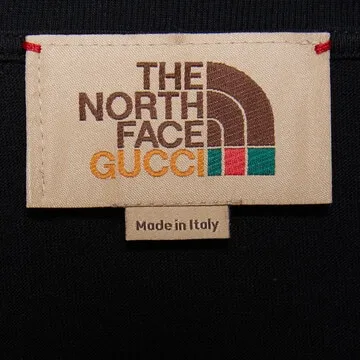 THE
NORTH
FACE
GUCCI
Made in Italy